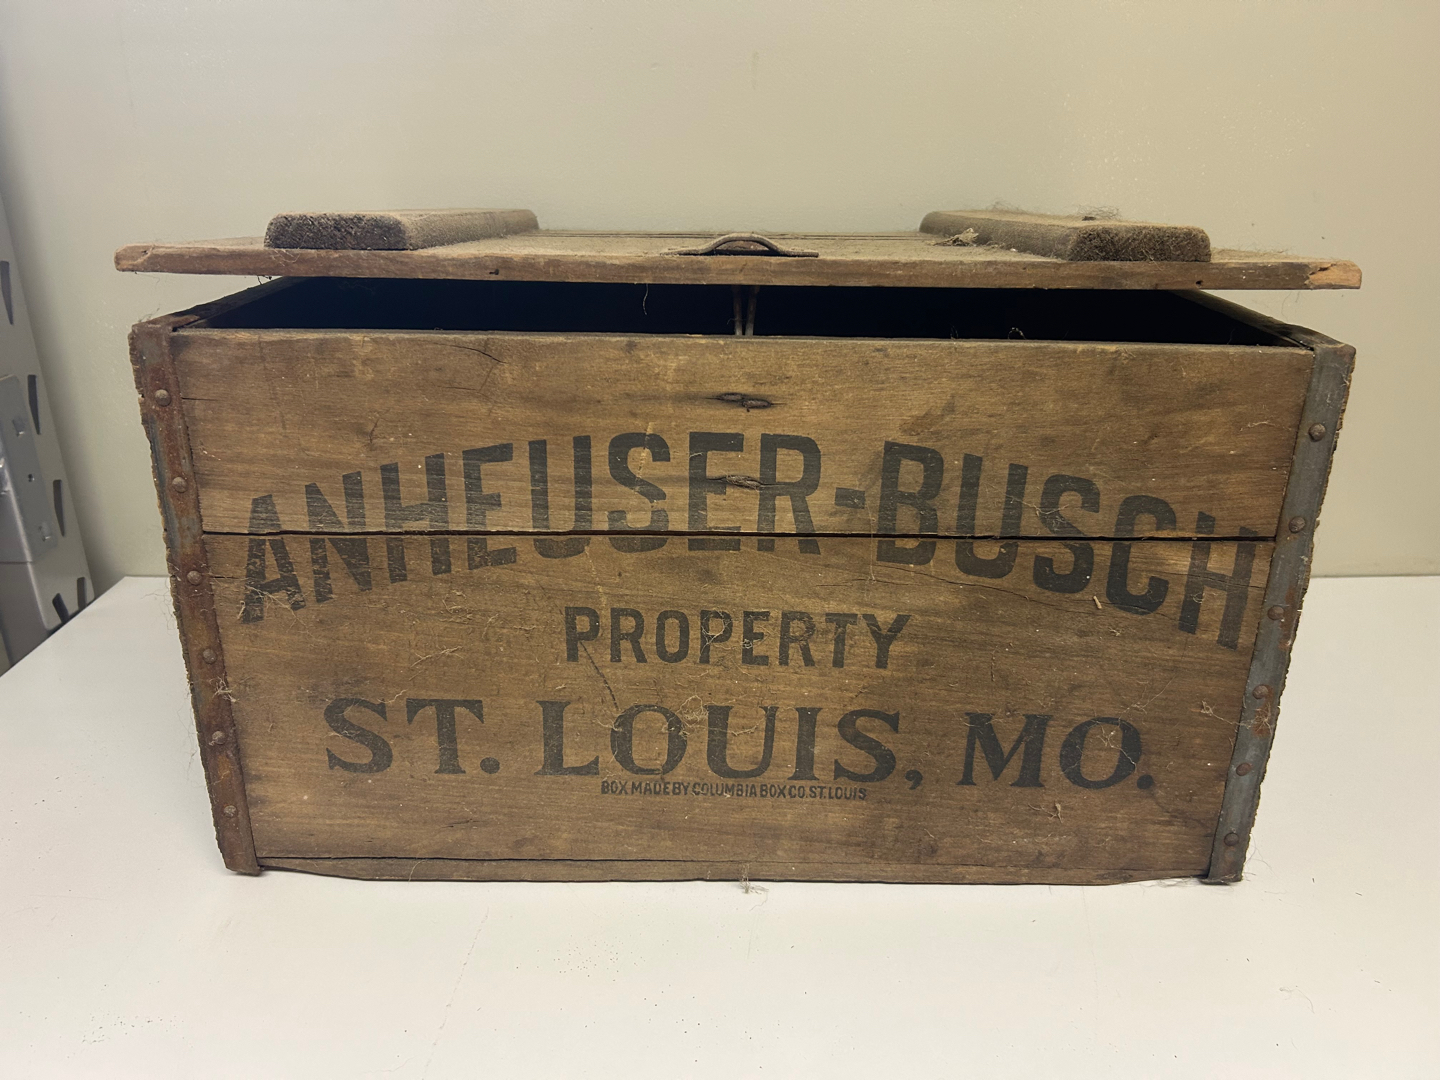 ANHEUSER-BUSCH
PROPERTY
ST. LOUIS, MO.
BOX MADE BY COLUMBIA BOX CO. ST. LOUIS